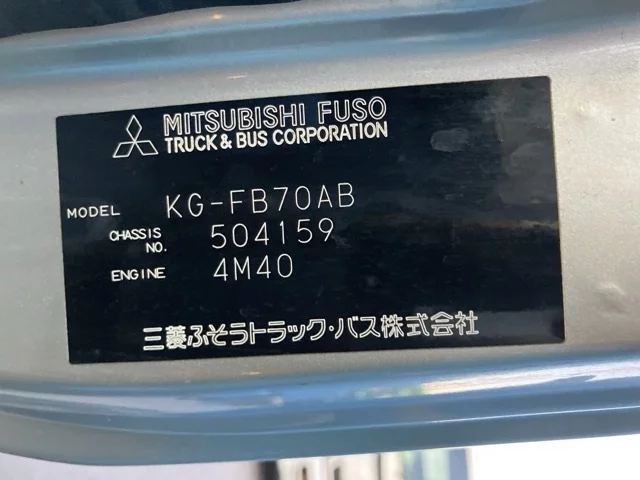 MITSUBISHI FUSO
TRUCK & BUS CORPORATION
MODEL KG-FB70AB
CHASSIS NO. 504159
ENGINE 4M40
三菱ふそうトラック・バス株式会社